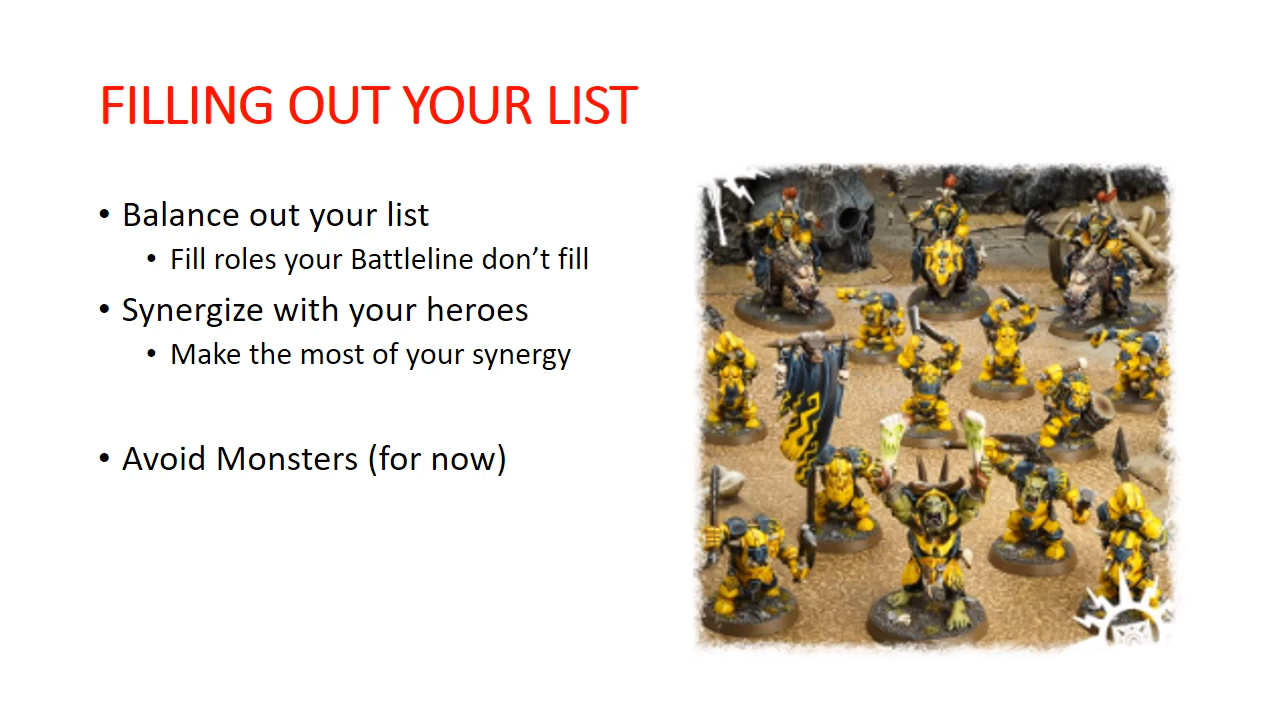 FILLING OUT YOUR LIST
• Balance out your list
• Fill roles your Battleline don’t fill
• Synergize with your heroes
• Make the most of your synergy
• Avoid Monsters (for now)